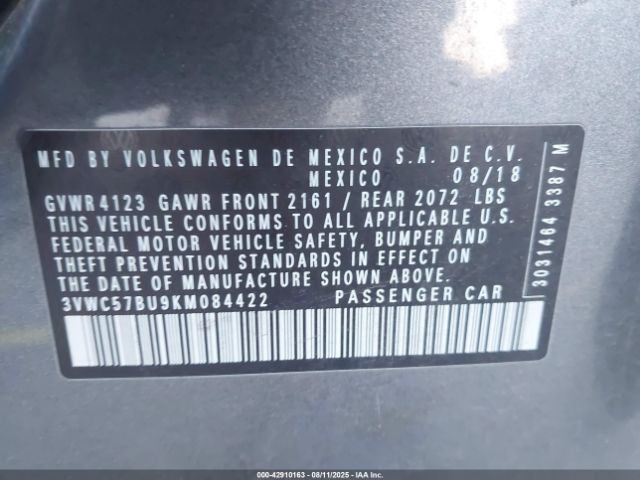 MFD BY VOLKSWAGEN DE MEXICO S.A. DE C.V.
MEXICO 08/18
GVWR 4123 GAWR FRONT 2161 / REAR 2072 LBS
THIS VEHICLE CONFORMS TO ALL APPLICABLE U.S.
FEDERAL MOTOR VEHICLE SAFETY, BUMPER AND
THEFT PREVENTION STANDARDS IN EFFECT ON
THE DATE OF MANUFACTURE SHOWN ABOVE.
3VWC57BU9KM084422 PASSENGER CAR
3031464 3387 M
000-42910163 - 08/11/2025 - IAAI.COM